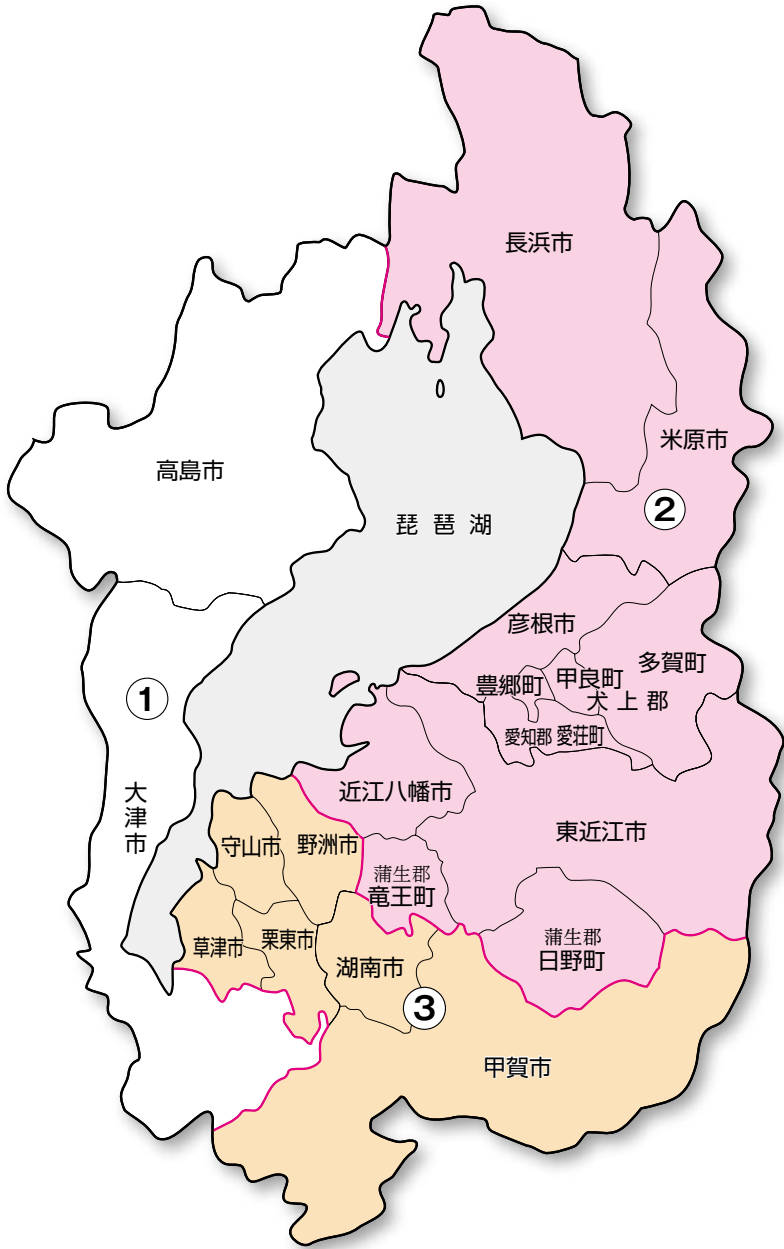 長浜市
米原市
高島市
②
琵琶湖
彦根市
多賀町
甲良町
豊郷町
犬上郡
①
愛知郡 愛荘町
近江八幡市
大津市
東近江市
守山市
野洲市
蒲生郡
竜王町
蒲生郡
日野町
草津市
栗東市
湖南市
③
甲賀市